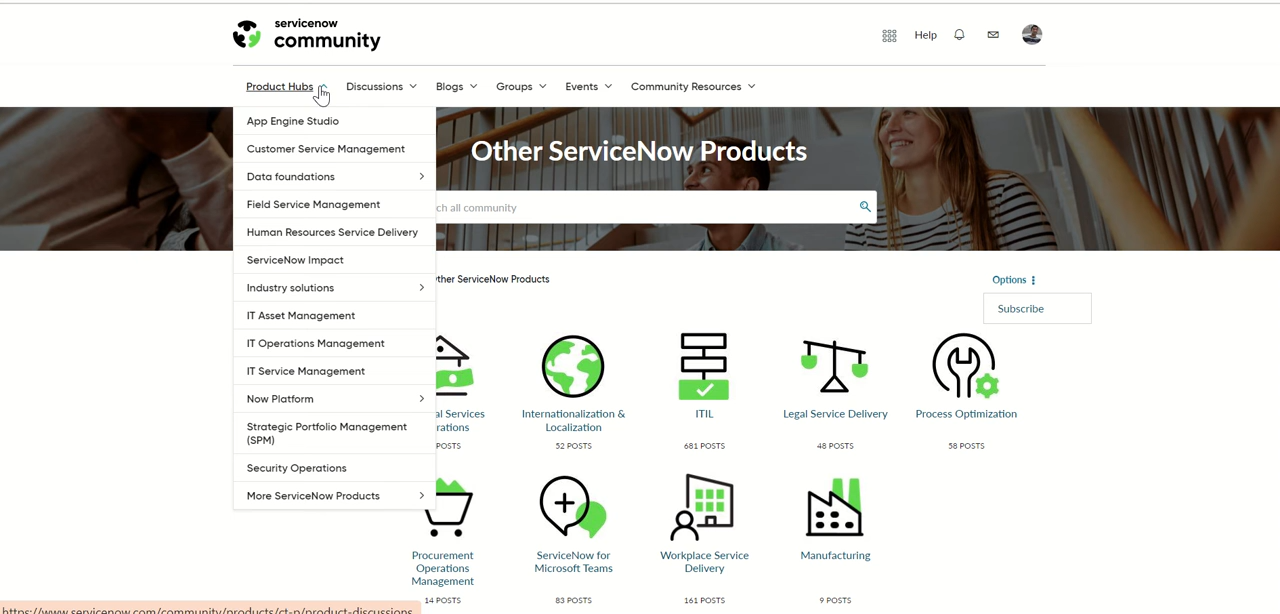 servicenow
community
Help
Product Hubs
Discussions
Blogs
Groups
Events
Community Resources
App Engine Studio
Customer Service Management
Data foundations
Field Service Management
Human Resources Service Delivery
ServiceNow Impact
Industry solutions
IT Asset Management
IT Operations Management
IT Service Management
Now Platform
Strategic Portfolio Management
(SPM)
Security Operations
More ServiceNow Products
Other ServiceNow Products
ch all community
ther ServiceNow Products
Options
Subscribe
al Services
rations
POSTS
Internationalization &
Localization
52 POSTS
ITIL
681 POSTS
Legal Service Delivery
48 POSTS
Process Optimization
58 POSTS
Procurement
Operations
Management
14 POSTS
ServiceNow for
Microsoft Teams
83 POSTS
Workplace Service
Delivery
161 POSTS
Manufacturing
9 POSTS
https://www.servicenow.com/community/products/ct-p/product-discussions